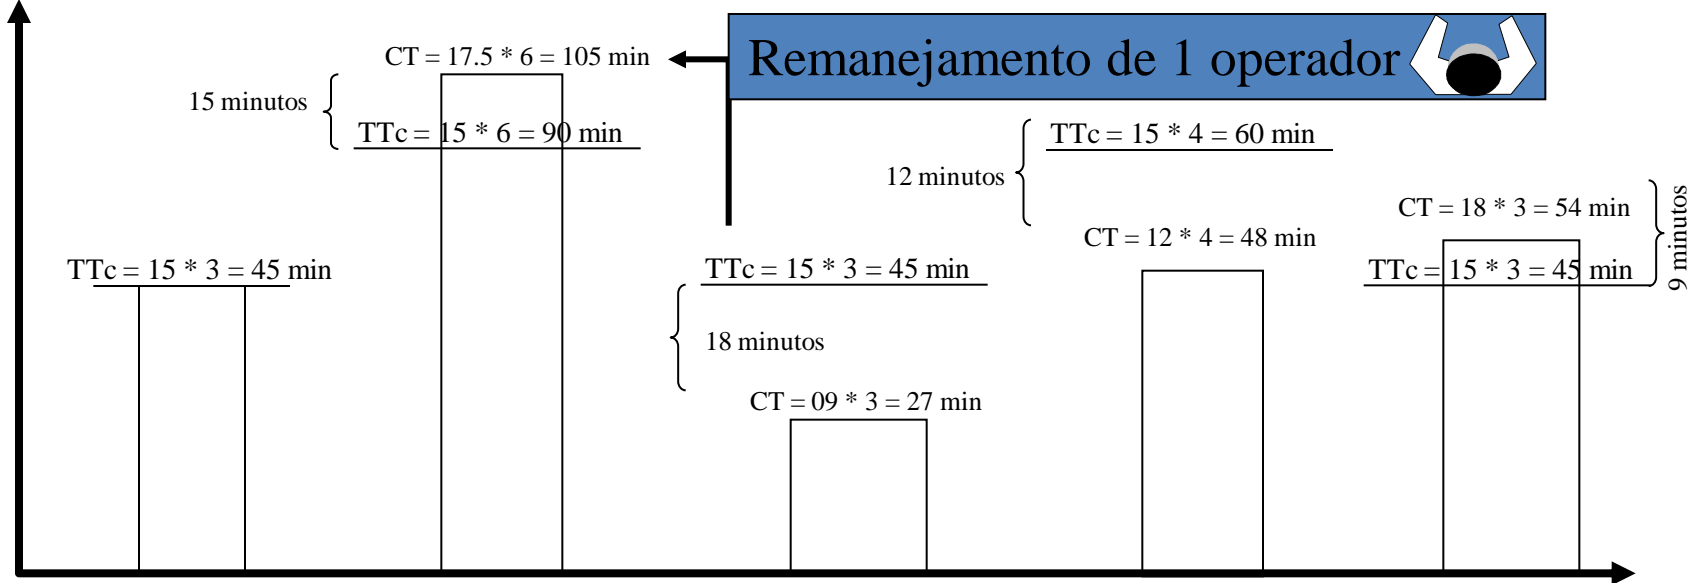 Remanejamento de 1 operador
CT = 17.5 * 6 = 105 min
15 minutos
TTc = 15 * 6 = 90 min
TTc = 15 * 4 = 60 min
12 minutos
CT = 18 * 3 = 54 min
9 minutos
CT = 12 * 4 = 48 min
TTc = 15 * 3 = 45 min
TTc = 15 * 3 = 45 min
TTc = 15 * 3 = 45 min
18 minutos
CT = 09 * 3 = 27 min